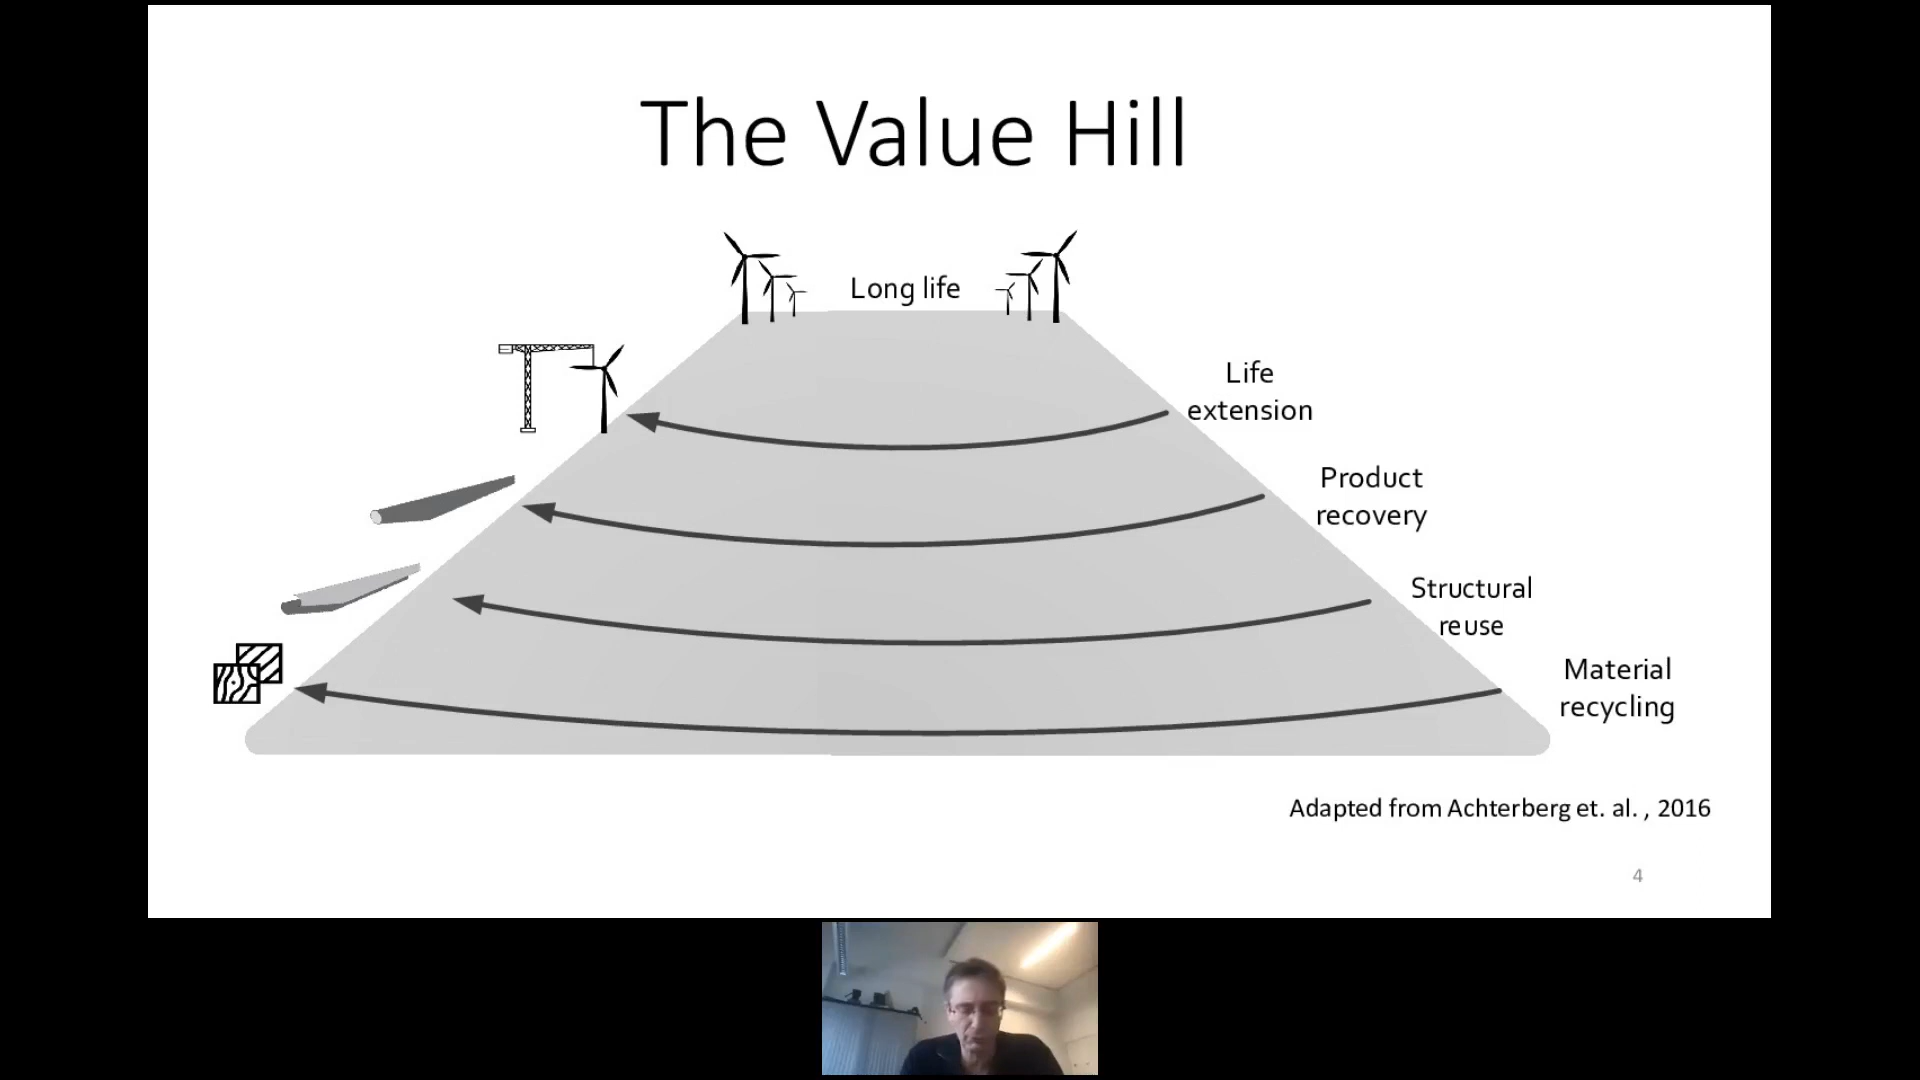 The Value Hill
Long life
Life
extension
Product
recovery
Structural
reuse
Material
recycling
Adapted from Achterberg et. al. , 2016
4